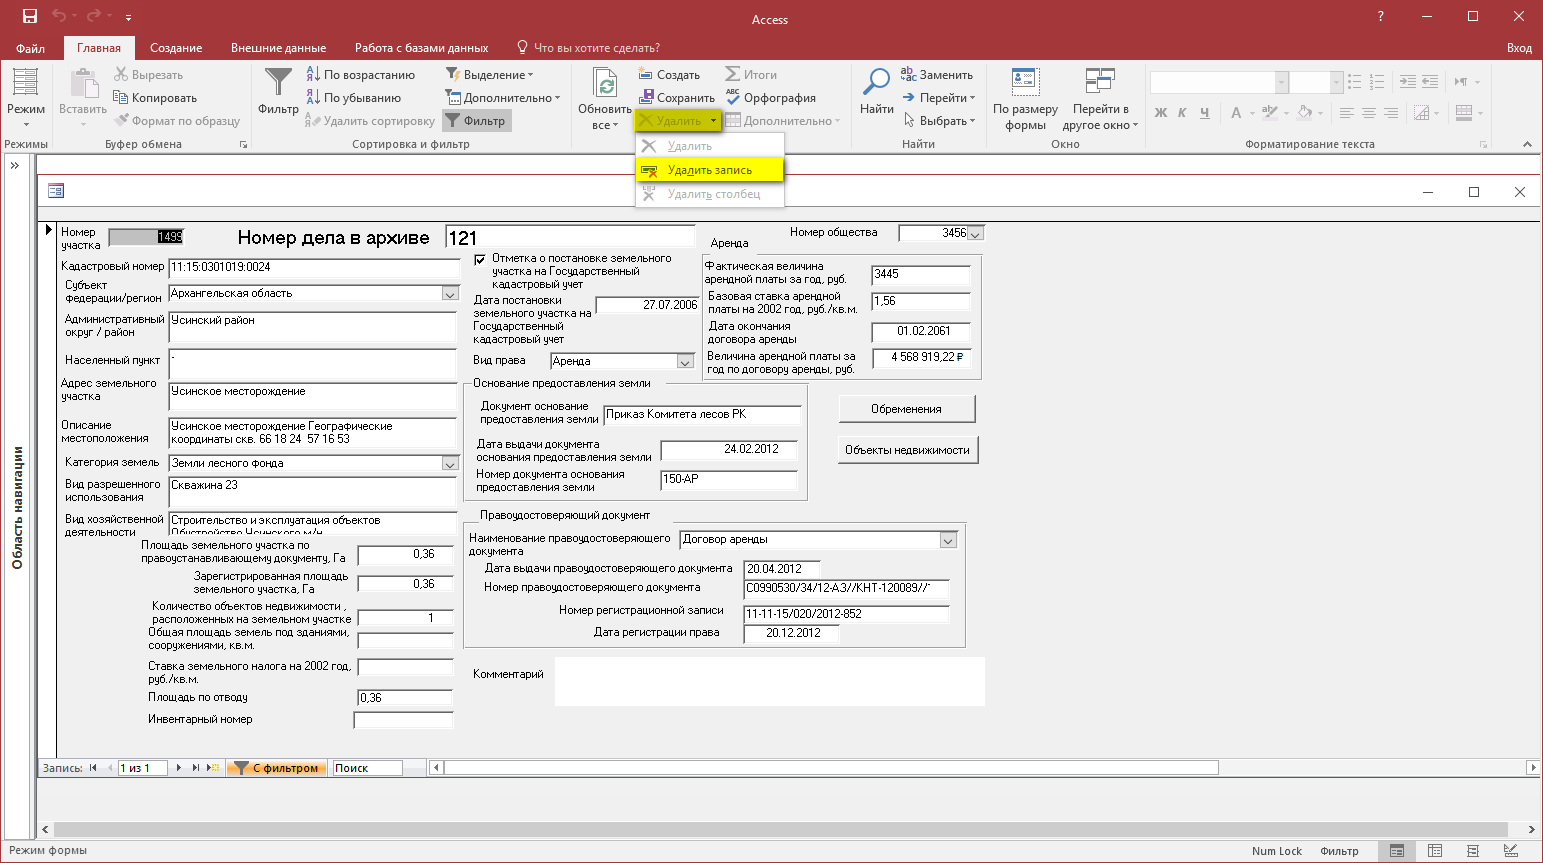 Access
?
Файл
Главная
Создание
Внешние данные
Работа с базами данных
Что вы хотите сделать?
Вход
Режим
Режимы
Вставить
Вырезать
Копировать
Формат по образцу
Буфер обмена
Фильтр
По возрастанию
По убыванию
Удалить сортировку
Выделение
Дополнительно
Фильтр
Сортировка и фильтр
Обновить
все
Создать
Сохранить
Удалить
Итоги
Орфография
Дополнительно
Удалить
Удалить запись
Удалить столбец
Найти
Заменить
Перейти
Выбрать
Найти
По размеру
формы
Перейти в
другое окно
Окно
Ж К Ч
Форматирование текста
Область навигации
Номер
участка
1499
Номер дела в архиве
121
Номер общества
3456
Кадастровый номер
11:15:0301019:0024
Субъект
федерации/регион
Архангельская область
Административный
округ / район
Усинский район
Населенный пункт
-
Адрес земельного
участка
Усинское месторождение
Описание
местоположения
Усинское месторождение Географические
координаты скв. 66 18 24 57 16 53
Категория земель
Земли лесного фонда
Вид разрешенного
использования
Скважина 23
Вид хозяйственной
деятельности
Строительство и эксплуатация объектов
Обустройство Усинского м/н
Площадь земельного участка по
правоустанавливающему документу, Га
0,36
Зарегистрированная площадь
земельного участка, Га
0,36
Количество объектов недвижимости ,
расположенных на земельном участке
1
Общая площадь земель под зданиями,
сооружениями, кв.м.
Ставка земельного налога на 2002 год,
руб./кв.м.
Площадь по отводу
0,36
Инвентарный номер
Отметка о постановке земельного
участка на Государственный
кадастровый учет
Дата постановки
земельного участка на
Государственный
кадастровый учет
27.07.2006
Вид права
Аренда
Аренда
Фактическая величина
арендной платы за год, руб.
3445
Базовая ставка арендной
платы на 2002 год, руб./кв.м.
1,56
Дата окончания
договора аренды
01.02.2061
Величина арендной платы за
год по договору аренды, руб.
4 568 919,22 ₽
Основание предоставления земли
Документ основание
предоставления земли
Приказ Комитета лесов РК
Дата выдачи документа
основания предоставления земли
24.02.2012
Номер документа основания
предоставления земли
150-АР
Обременения
Объекты недвижимости
Правоудостоверяющий документ
Наименование правоудостоверяющего
документа
Договор аренды
Дата выдачи правоудостоверяющего документа
20.04.2012
Номер правоудостоверяющего документа
С0990530/34/12-АЗ//КНТ-120089//
Номер регистрационной записи
11-11-15/020/2012-852
Дата регистрации права
20.12.2012
Комментарий
Запись:
1 из 1
С фильтром
Поиск
Режим формы
Num Lock
Фильтр